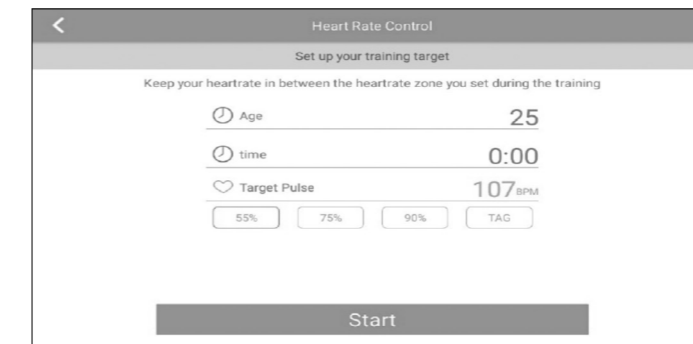 Heart Rate Control
Set up your training target
Keep your heartrate in between the heartrate zone you set during the training
Age 25
time 0:00
Target Pulse 107BPM
55% 75% 90% TAG
Start